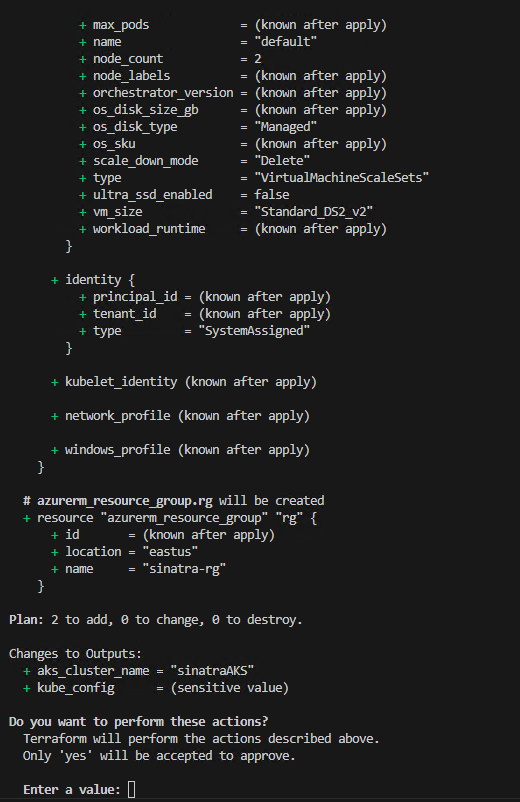 + max_pods             = (known after apply)
+ name                 = "default"
+ node_count           = 2
+ node_labels          = (known after apply)
+ orchestrator_version = (known after apply)
+ os_disk_size_gb      = (known after apply)
+ os_disk_type         = "Managed"
+ os_sku               = (known after apply)
+ scale_down_mode      = "Delete"
+ type                 = "VirtualMachineScaleSets"
+ ultra_ssd_enabled    = false
+ vm_size              = "Standard_DS2_v2"
+ workload_runtime     = (known after apply)
}
+ identity {
+ principal_id = (known after apply)
+ tenant_id    = (known after apply)
+ type         = "SystemAssigned"
}
+ kubelet_identity (known after apply)
+ network_profile (known after apply)
+ windows_profile (known after apply)
}
# azurerm_resource_group.rg will be created
+ resource "azurerm_resource_group" "rg" {
+ id       = (known after apply)
+ location = "eastus"
+ name     = "sinatra-rg"
}
Plan: 2 to add, 0 to change, 0 to destroy.
Changes to Outputs:
+ aks_cluster_name = "sinatraAKS"
+ kube_config      = (sensitive value)
Do you want to perform these actions?
Terraform will perform the actions described above.
Only 'yes' will be accepted to approve.
Enter a value: